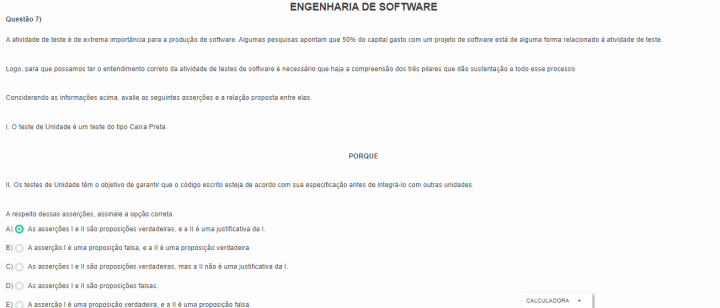 ENGENHARIA DE SOFTWARE
Questão 7)
A atividade de teste é de extrema importância para a produção de software. Algumas pesquisas apontam que 50% do capital gasto com um projeto de software está de alguma forma relacionado à atividade de teste.
Logo, para que possamos ter o entendimento correto da atividade de testes de software é necessário que haja a compreensão dos três pilares que dão sustentação a todo esse processo.
Considerando as informações acima, avalie as seguintes asserções e a relação proposta entre elas.
I. O teste de Unidade é um teste do tipo Caixa Preta.
PORQUE
II. Os testes de Unidade têm o objetivo de garantir que o código escrito esteja de acordo com sua especificação antes de integrá-lo com outras unidades.
A respeito dessas asserções, assinale a opção correta.
A) As asserções I e II são proposições verdadeiras, e a II é uma justificativa da I.
B) A asserção I é uma proposição falsa, e a II é uma proposição verdadeira.
C) As asserções I e II são proposições verdadeiras, mas a II não é uma justificativa da I.
D) As asserções I e II são proposições falsas.
E) A asserção I é uma proposição verdadeira, e a II é uma proposição falsa.
CALCULADORA +